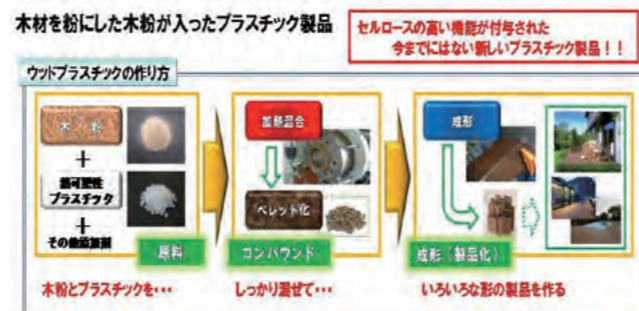 木材を粉にした木粉が入ったプラスチック製品
セルロースの高い機能が付与された
今までにはない新しいプラスチック製品！！
ウッドプラスチックの作り方
木ノ粉
+
熱可塑性
プラスチック
+
その他添加剤
原料
木粉とプラスチックを･･･
加熱混合
ペレット化
コンパウンド
しっかり混ぜて･･･
成形
成形（製品化）
いろいろな形の製品を作る